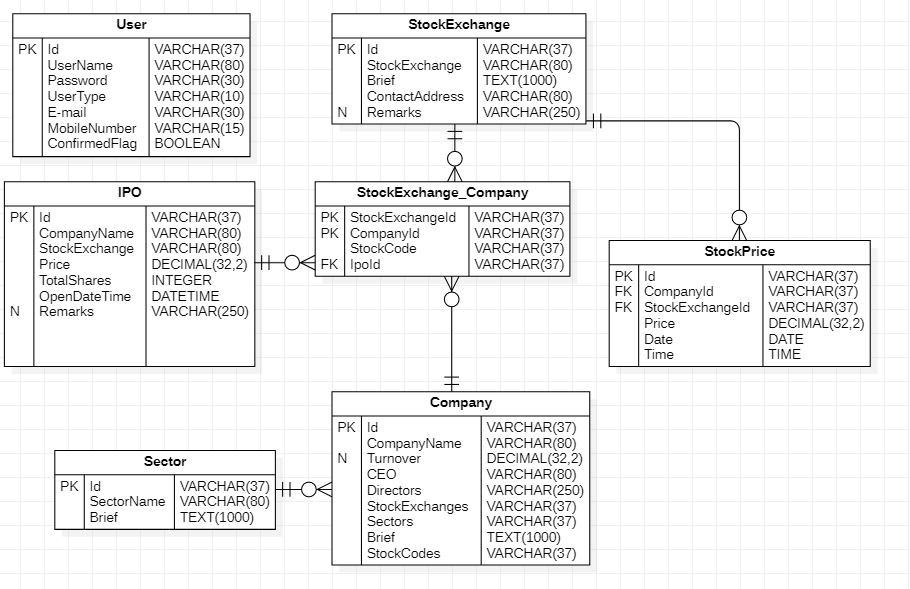 User
PK Id VARCHAR(37)
UserName VARCHAR(80)
Password VARCHAR(30)
UserType VARCHAR(10)
E-mail VARCHAR(30)
MobileNumber VARCHAR(15)
ConfirmedFlag BOOLEAN
StockExchange
PK Id VARCHAR(37)
StockExchange VARCHAR(80)
Brief TEXT(1000)
ContactAddress VARCHAR(80)
N Remarks VARCHAR(250)
IPO
PK Id VARCHAR(37)
CompanyName VARCHAR(80)
StockExchange VARCHAR(80)
Price DECIMAL(32,2)
TotalShares INTEGER
OpenDateTime DATETIME
N Remarks VARCHAR(250)
StockExchange_Company
PK StockExchangeId VARCHAR(37)
PK CompanyId VARCHAR(37)
StockCode VARCHAR(37)
FK IpoId VARCHAR(37)
StockPrice
PK Id VARCHAR(37)
FK CompanyId VARCHAR(37)
FK StockExchangeId VARCHAR(37)
Price DECIMAL(32,2)
Date DATE
Time TIME
Company
PK Id VARCHAR(37)
CompanyName VARCHAR(80)
N Turnover DECIMAL(32,2)
CEO VARCHAR(80)
Directors VARCHAR(250)
StockExchanges VARCHAR(37)
Sectors VARCHAR(37)
Brief TEXT(1000)
StockCodes VARCHAR(37)
Sector
PK Id VARCHAR(37)
SectorName VARCHAR(80)
Brief TEXT(1000)